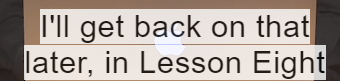 I'll get back on that
later, in Lesson Eight